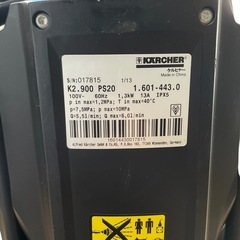 KÄRCHER
ケルヒャー
Made in China
S/N:017815 1/13
K2.900 PS20 1.601-443.0
100V~ 60Hz 1,3kW 13A IPX5
p in max=1,2MPa; T in max=40°C
p=7,5MPa; p max=10MPa
Q=5,5l/min; Q max=6,0l/min
16014430017815